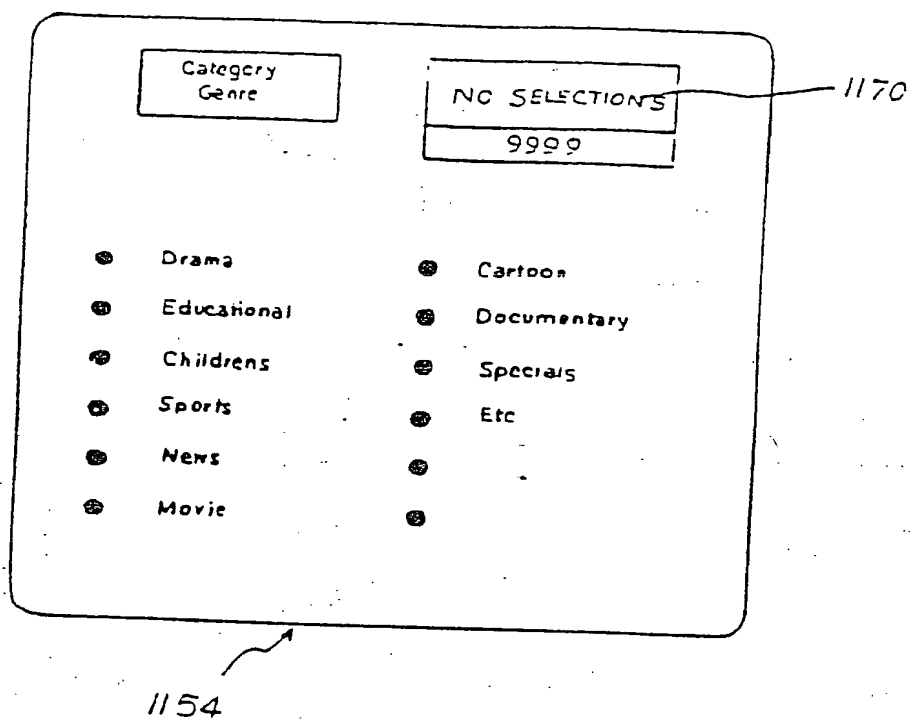 Category
Genre
NO SELECTIONS
9999
1170
Drama
Educational
Childrens
Sports
News
Movie
Cartoon
Documentary
Specials
Etc
1154